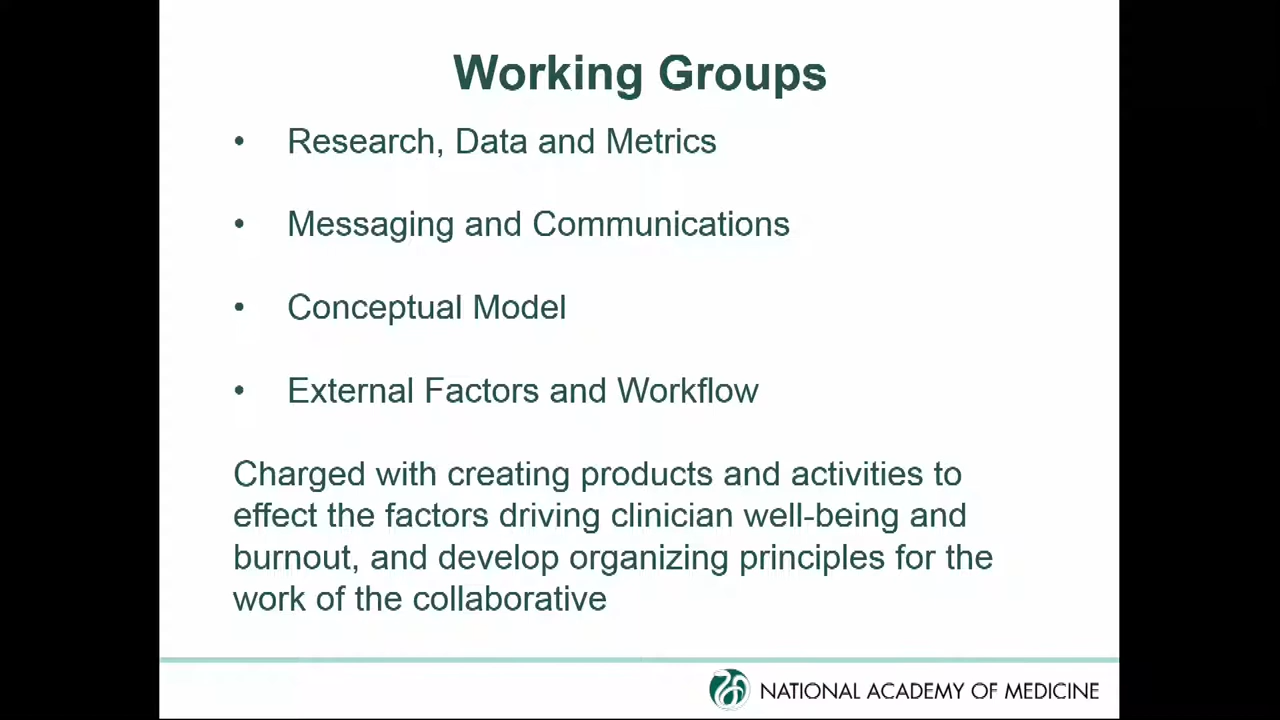 Working Groups
• Research, Data and Metrics
• Messaging and Communications
• Conceptual Model
• External Factors and Workflow
Charged with creating products and activities to
effect the factors driving clinician well-being and
burnout, and develop organizing principles for the
work of the collaborative
NATIONAL ACADEMY OF MEDICINE